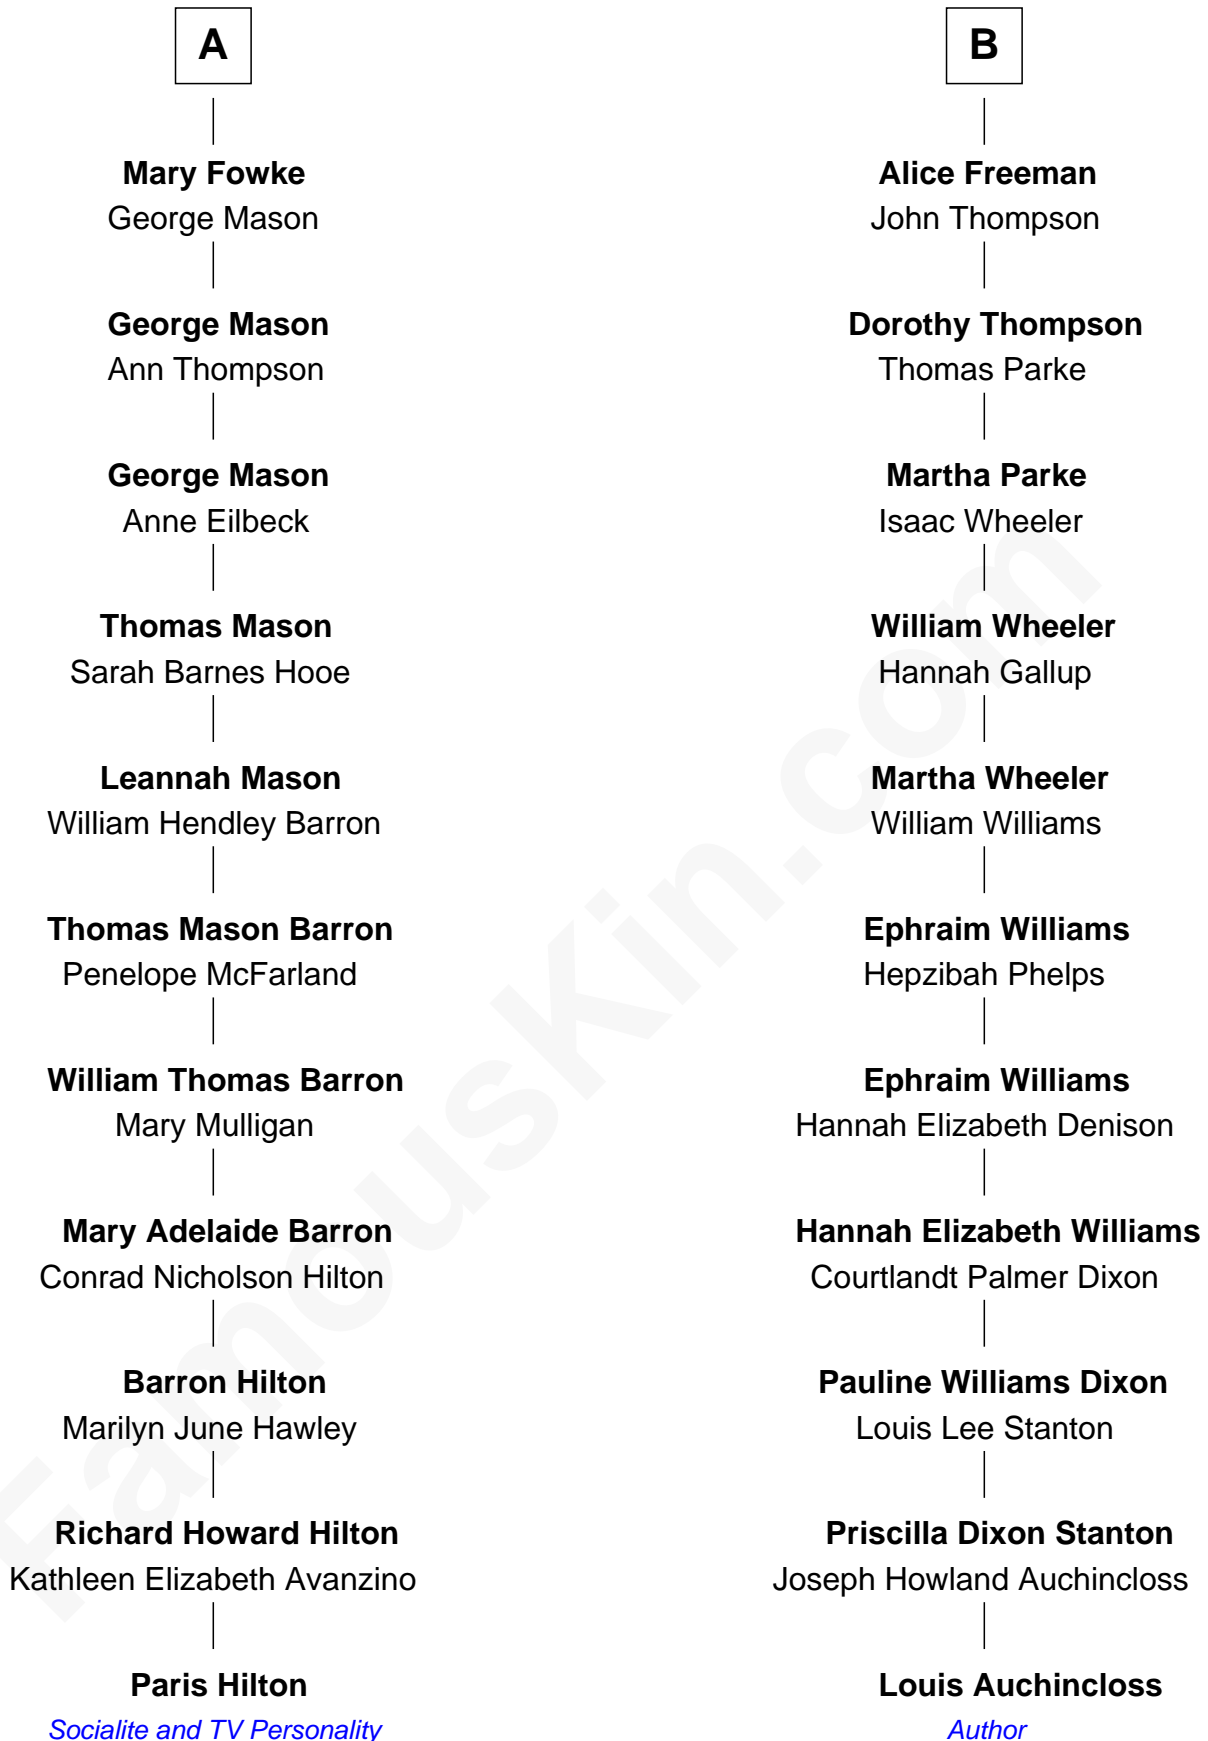 A
Mary Fowke
George Mason
George Mason
Ann Thompson
George Mason
Anne Eilbeck
Thomas Mason
Sarah Barnes Hooe
Leannah Mason
William Hendley Barron
Thomas Mason Barron
Penelope McFarland
William Thomas Barron
Mary Mulligan
Mary Adelaide Barron
Conrad Nicholson Hilton
Barron Hilton
Marilyn June Hawley
Richard Howard Hilton
Kathleen Elizabeth Avanzino
Paris Hilton
Socialite and TV Personality
B
Alice Freeman
John Thompson
Dorothy Thompson
Thomas Parke
Martha Parke
Isaac Wheeler
William Wheeler
Hannah Gallup
Martha Wheeler
William Williams
Ephraim Williams
Hepzibah Phelps
Ephraim Williams
Hannah Elizabeth Denison
Hannah Elizabeth Williams
Courtlandt Palmer Dixon
Pauline Williams Dixon
Louis Lee Stanton
Priscilla Dixon Stanton
Joseph Howland Auchincloss
Louis Auchincloss
Author
FamousKin.com